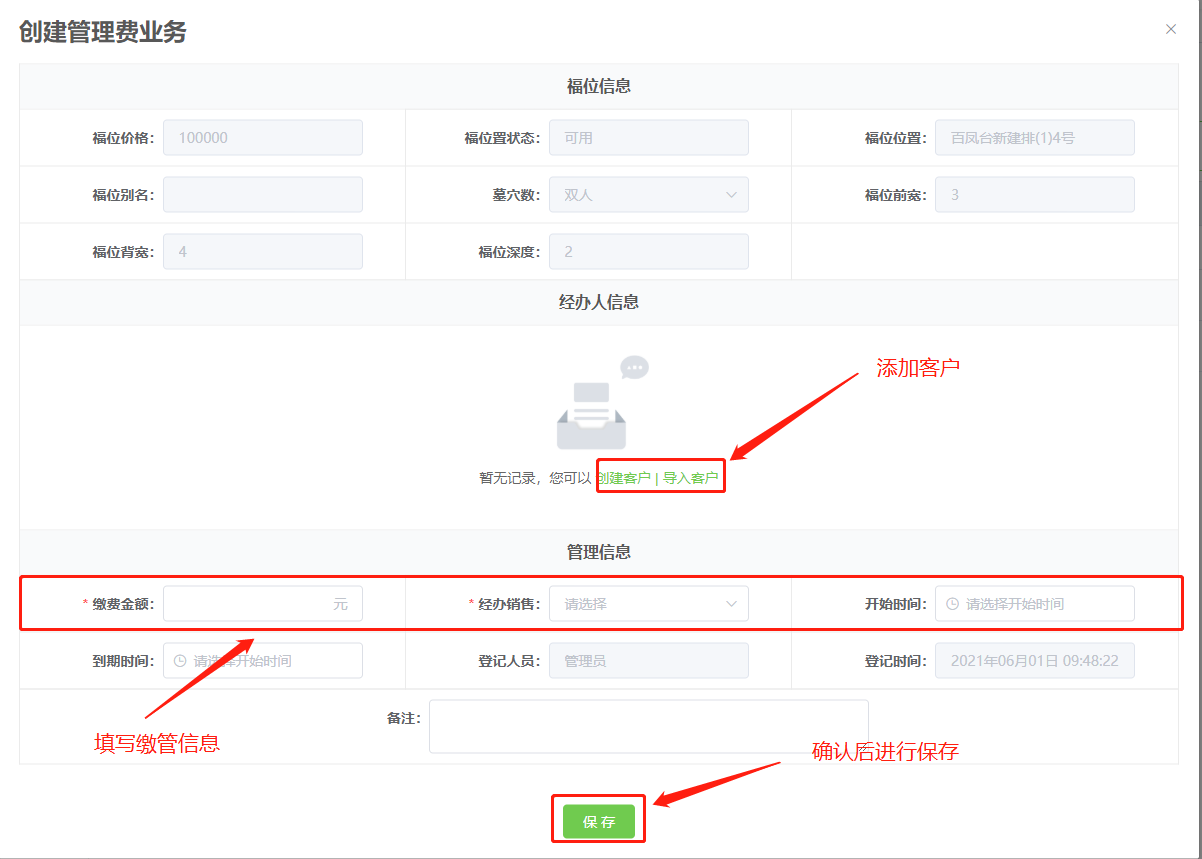 创建管理费业务
福位信息
福位价格： 100000 福位置状态： 可用 福位位置： 百凤台新建排(1)4号
福位别名： 墓穴数： 双人 福位前宽： 3
福位背宽： 4 福位深度： 2
经办人信息
添加客户
暂无记录，您可以 创建客户 | 导入客户
管理信息
* 缴费金额： 元 * 经办销售： 请选择 开始时间： 请选择开始时间
到期时间： 请选择开始时间 登记人员： 管理员 登记时间： 2021年06月01日 09:48:22
备注：
填写缴管信息
确认后进行保存
保存